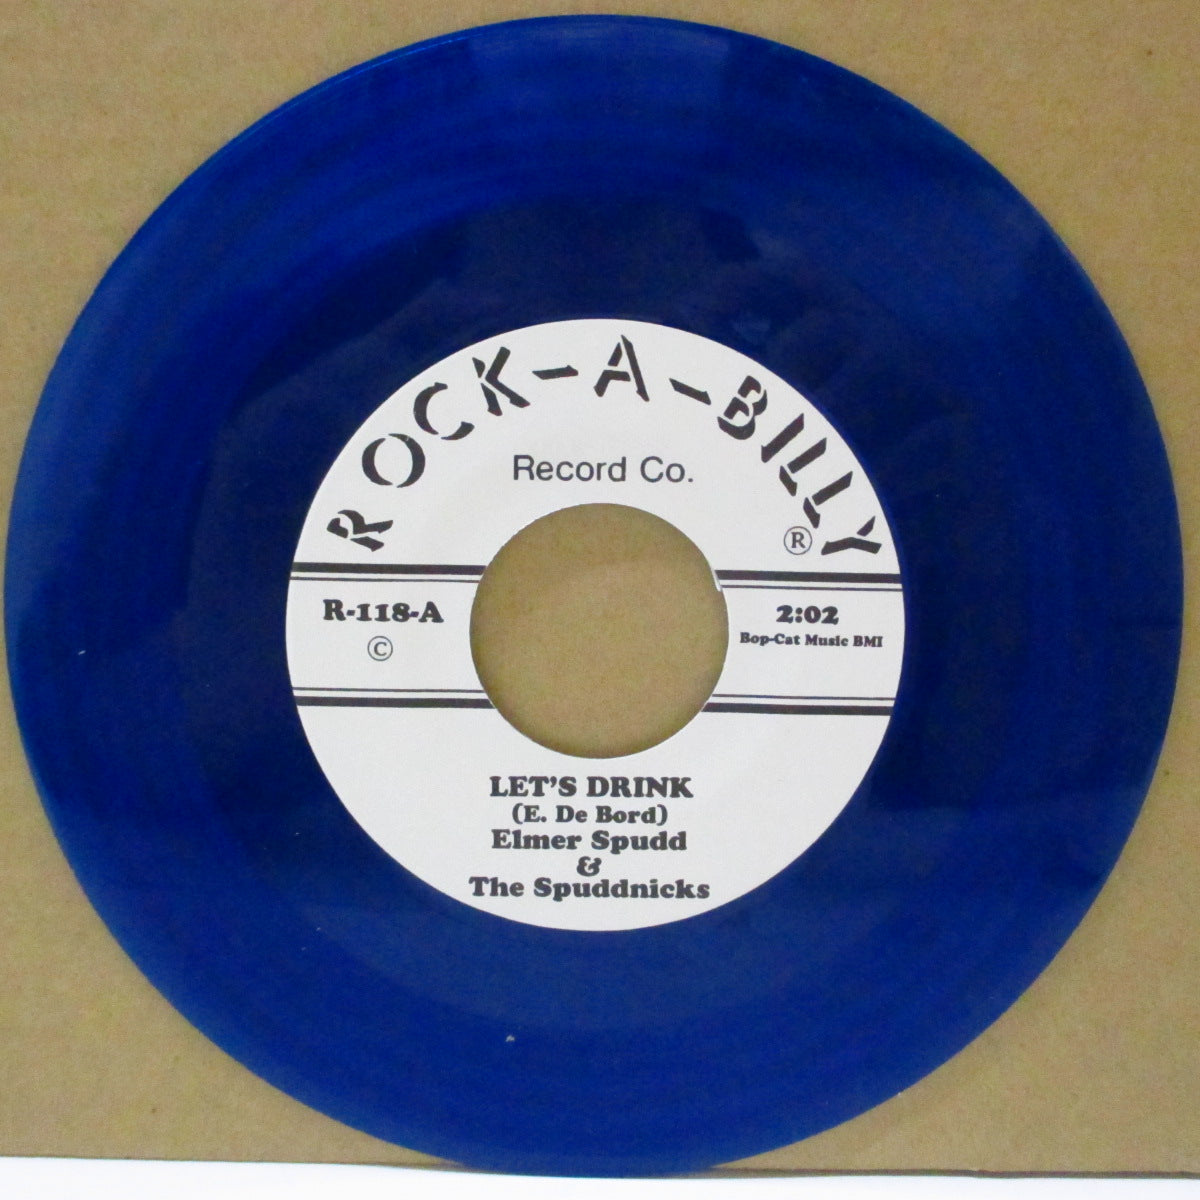 ROCK-A-BILLY
Record Co.
®
R-118-A
©
2:02
Bop-Cat Music BMI
LET'S DRINK
(E. De Bord)
Elmer Spudd
&
The Spuddnicks